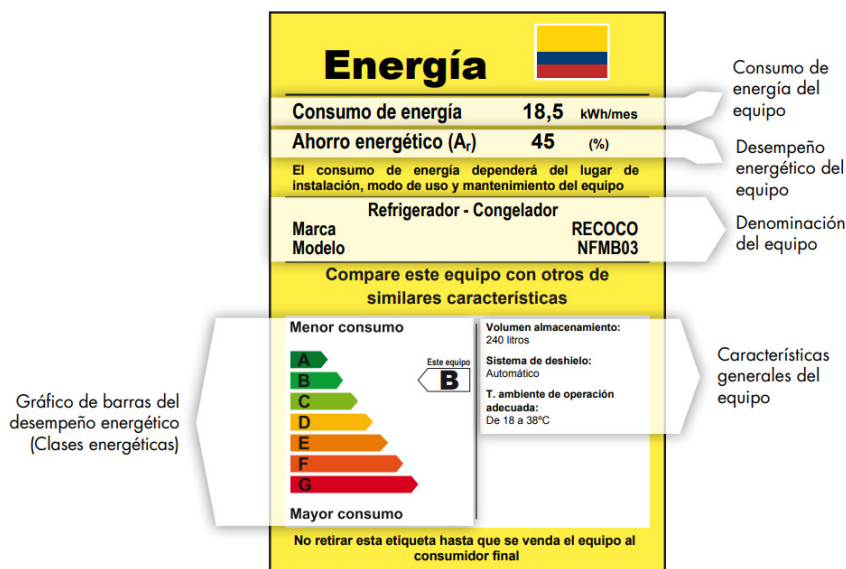 Energía
Consumo de energía 18,5 kWh/mes
Ahorro energético (Ar) 45 (%)
El consumo de energía dependerá del lugar de
instalación, modo de uso y mantenimiento del equipo
Refrigerador - Congelador
Marca RECOCO
Modelo NFMB03
Compare este equipo con otros de
similares características
Menor consumo
A
B
C
D
E
F
G
Mayor consumo
Este equipo
B
Volumen almacenamiento:
240 litros
Sistema de deshielo:
Automático
T. ambiente de operación
adecuada:
De 18 a 38ºC
No retirar esta etiqueta hasta que se venda el equipo al
consumidor final
Consumo de
energía del
equipo
Desempeño
energético del
equipo
Denominación
del equipo
Características
generales del
equipo
Gráfico de barras del
desempeño energético
(Clases energéticas)